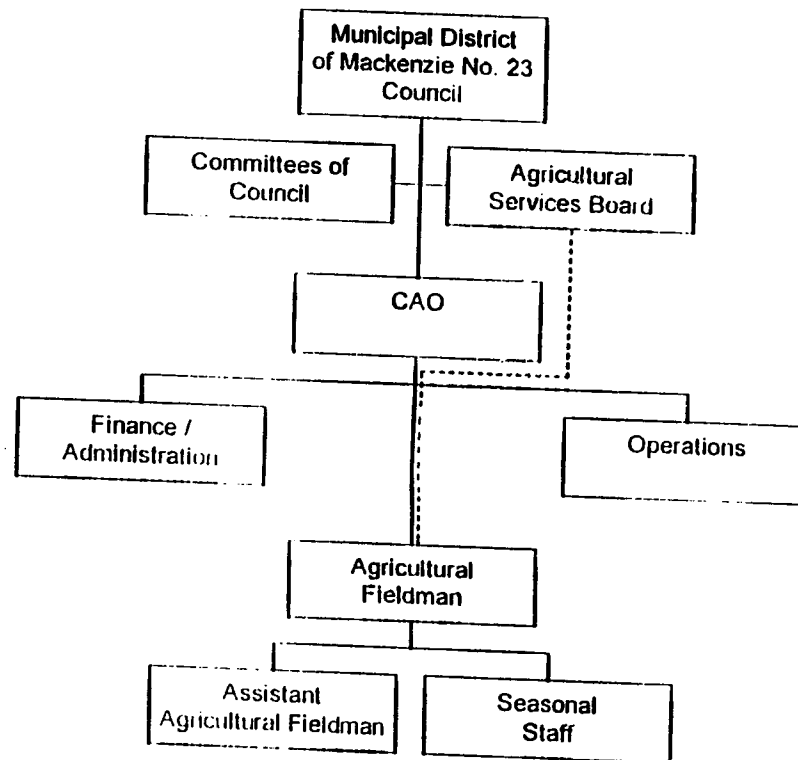 Municipal District
of Mackenzie No. 23
Council
Committees of
Council
Agricultural
Services Board
CAO
Finance /
Administration
Operations
Agricultural
Fieldman
Assistant
Agricultural Fieldman
Seasonal
Staff